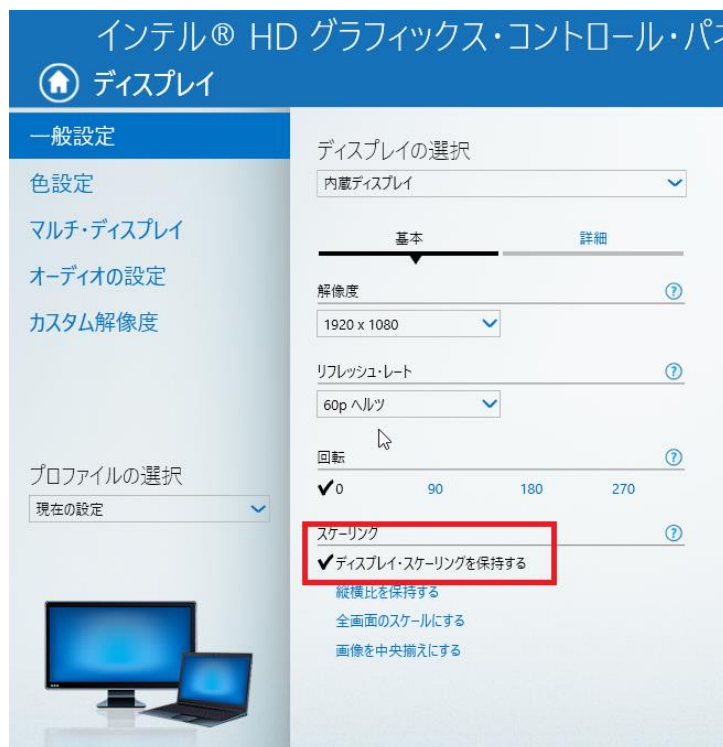 インテル® HD グラフィックス・コントロール・パネ
ディスプレイ
一般設定
色設定
マルチ・ディスプレイ
オーディオの設定
カスタム解像度
プロファイルの選択
現在の設定
ディスプレイの選択
内蔵ディスプレイ
基本 詳細
解像度 ?
1920 x 1080
リフレッシュ・レート ?
60p ヘルツ
回転 ?
✔0 90 180 270
スケーリング ?
✔ディスプレイ・スケーリングを保持する
縦横比を保持する
全画面のスケールにする
画像を中央揃えにする